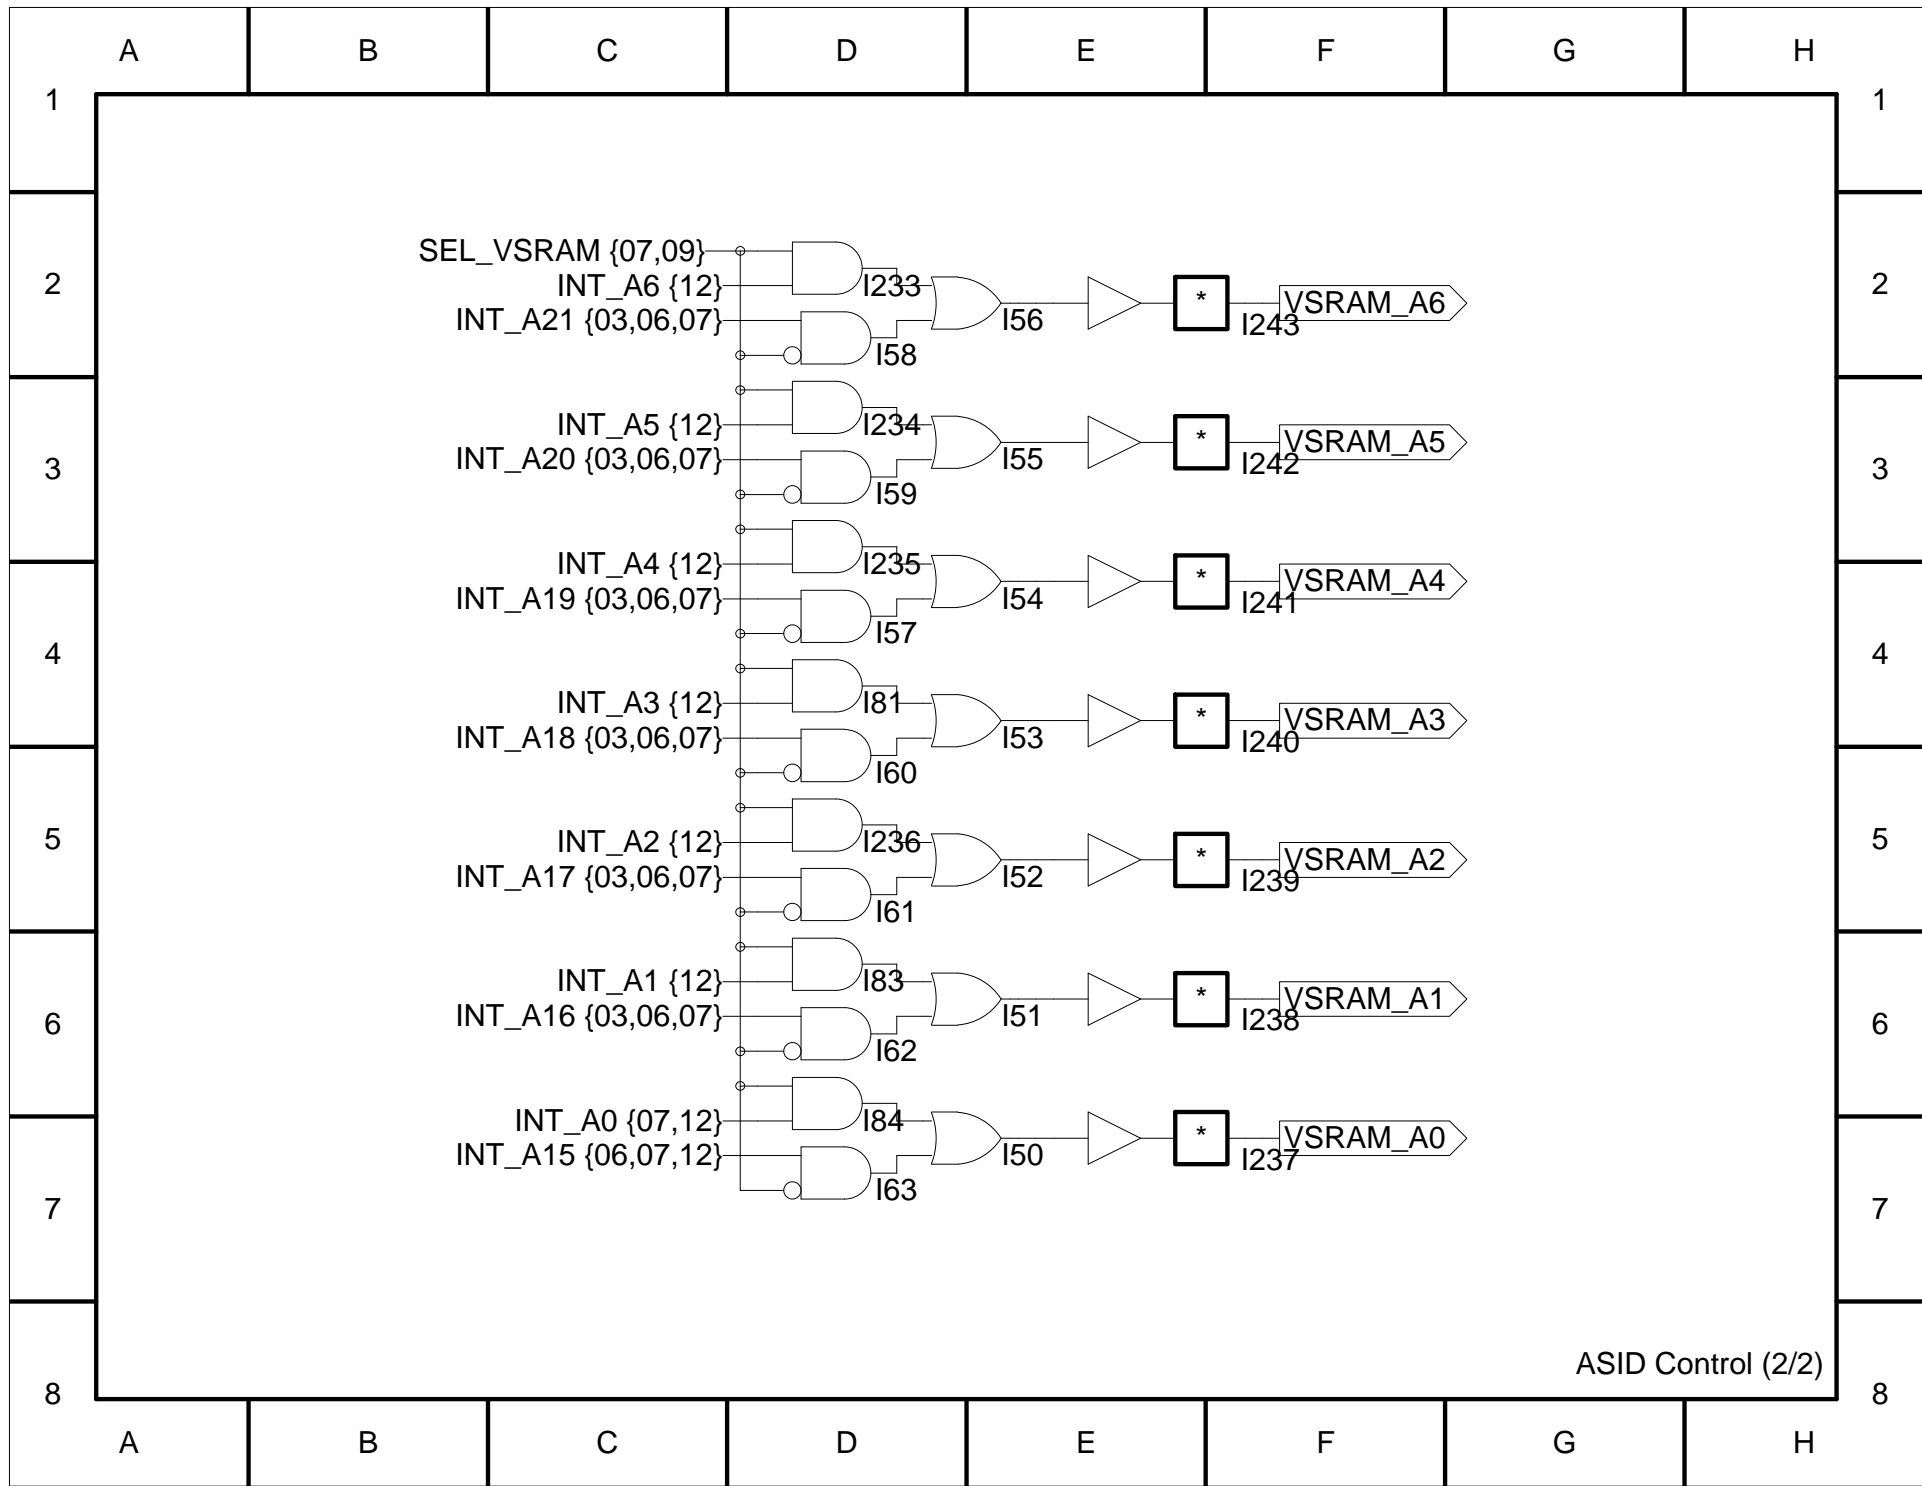 A B C D E F G H
1 1
SEL_VSRAM {07,09}
2 INT_A6 {12} I233 * VSRAM_A6 2
INT_A21 {03,06,07} I56 I243
I58
INT_A5 {12} I234 * VSRAM_A5
3 INT_A20 {03,06,07} I55 I242 3
I59
INT_A4 {12} I235 * VSRAM_A4
INT_A19 {03,06,07} I54 I241
I57
4 4
INT_A3 {12} I81 * VSRAM_A3
INT_A18 {03,06,07} I53 I240
I60
5 INT_A2 {12} I236 * VSRAM_A2 5
INT_A17 {03,06,07} I52 I239
I61
INT_A1 {12} I83 * VSRAM_A1
6 INT_A16 {03,06,07} I51 I238 6
I62
INT_A0 {07,12} I84 * VSRAM_A0
INT_A15 {06,07,12} I50 I237
I63
7 7
ASID Control (2/2)
8 8
A B C D E F G H